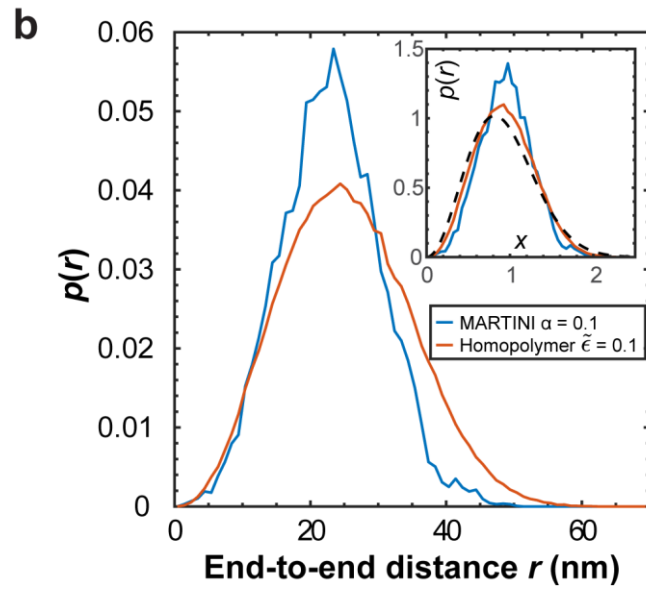 b
0.06
0.05
0.04
0.03
0.02
0.01
0
p(r)
0
20
40
60
End-to-end distance r (nm)
1.5
1
0.5
0
p(r)
x
0
1
2
MARTINI α = 0.1
Homopolymer ϵ̃ = 0.1